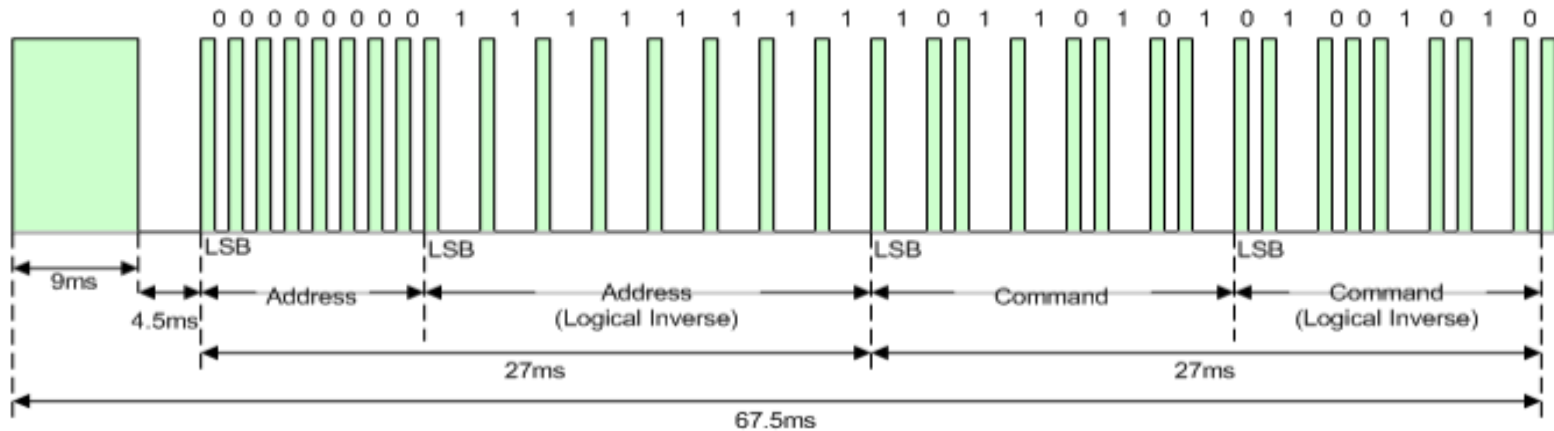 0 0 0 0 0 0 0 0 1 1 1 1 1 1 1 1 1 0 1 1 0 1 0 1 0 1 0 0 1 0 1 0
LSB LSB LSB LSB
9ms Address Address Command Command
4.5ms (Logical Inverse) (Logical Inverse)
27ms 27ms
67.5ms